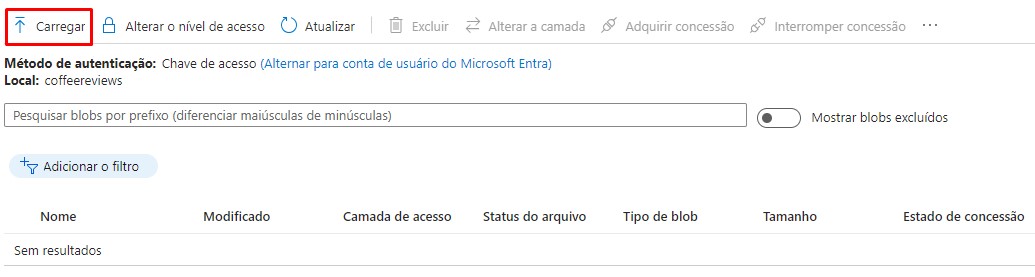 Carregar Alterar o nível de acesso Atualizar Excluir Alterar a camada Adquirir concessão Interromper concessão ...
Método de autenticação: Chave de acesso (Alternar para conta de usuário do Microsoft Entra)
Local: coffeereviews
Pesquisar blobs por prefixo (diferenciar maiúsculas de minúsculas) Mostrar blobs excluídos
Adicionar o filtro
Nome Modificado Camada de acesso Status do arquivo Tipo de blob Tamanho Estado de concessão
Sem resultados